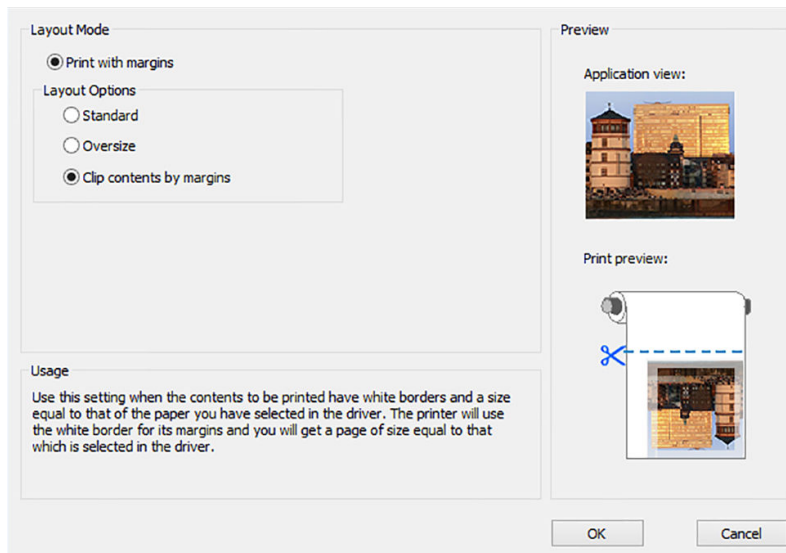 Layout Mode
Print with margins
Layout Options
Standard
Oversize
Clip contents by margins
Usage
Use this setting when the contents to be printed have white borders and a size
equal to that of the paper you have selected in the driver. The printer will use
the white border for its margins and you will get a page of size equal to that
which is selected in the driver.
Preview
Application view:
Print preview:
OK
Cancel